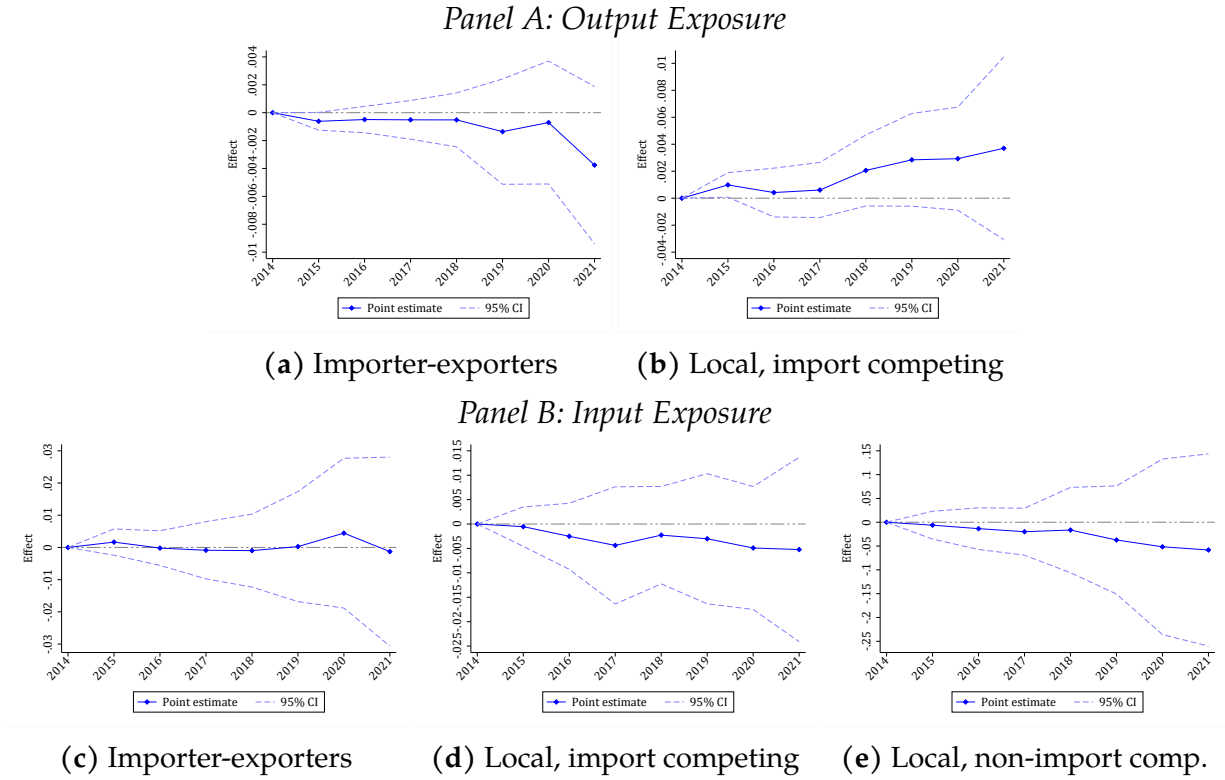 Panel A: Output Exposure
Effect
-.01 -.008 -.006 -.004 -.002 0 .002 .004
2014 2015 2016 2017 2018 2019 2020 2021
Point estimate 95% CI
Effect
-.004 -.002 0 .002 .004 .006 .008 .01
2014 2015 2016 2017 2018 2019 2020 2021
Point estimate 95% CI
(a) Importer-exporters
(b) Local, import competing
Panel B: Input Exposure
Effect
-.03 -.02 -.01 0 .01 .02 .03
2014 2015 2016 2017 2018 2019 2020 2021
Point estimate 95% CI
Effect
-.025 -.02 -.015 -.01 -.005 0 .005 .01 .015
2014 2015 2016 2017 2018 2019 2020 2021
Point estimate 95% CI
Effect
-.25 -.2 -.15 -.1 -.05 0 .05 .1 .15
2014 2015 2016 2017 2018 2019 2020 2021
Point estimate 95% CI
(c) Importer-exporters
(d) Local, import competing
(e) Local, non-import comp.